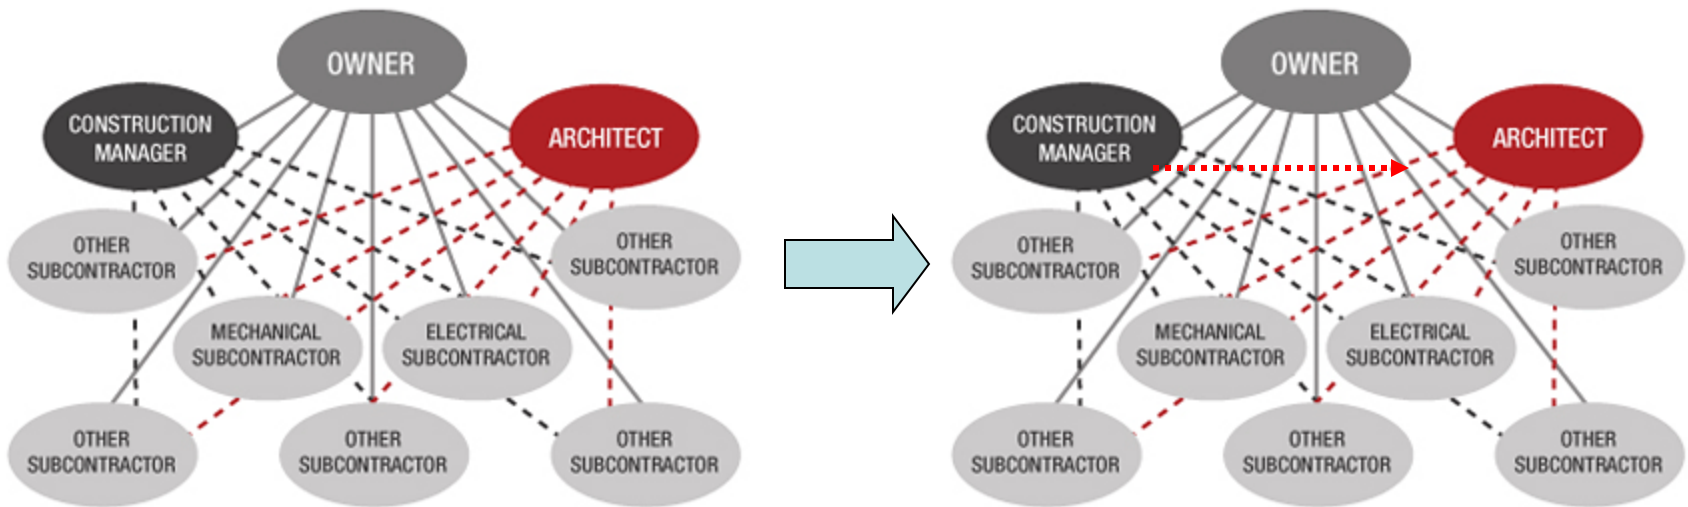 OWNER
CONSTRUCTION
MANAGER
ARCHITECT
OTHER
SUBCONTRACTOR
OTHER
SUBCONTRACTOR
MECHANICAL
SUBCONTRACTOR
ELECTRICAL
SUBCONTRACTOR
OTHER
SUBCONTRACTOR
OTHER
SUBCONTRACTOR
OTHER
SUBCONTRACTOR
OWNER
CONSTRUCTION
MANAGER
ARCHITECT
OTHER
SUBCONTRACTOR
OTHER
SUBCONTRACTOR
MECHANICAL
SUBCONTRACTOR
ELECTRICAL
SUBCONTRACTOR
OTHER
SUBCONTRACTOR
OTHER
SUBCONTRACTOR
OTHER
SUBCONTRACTOR